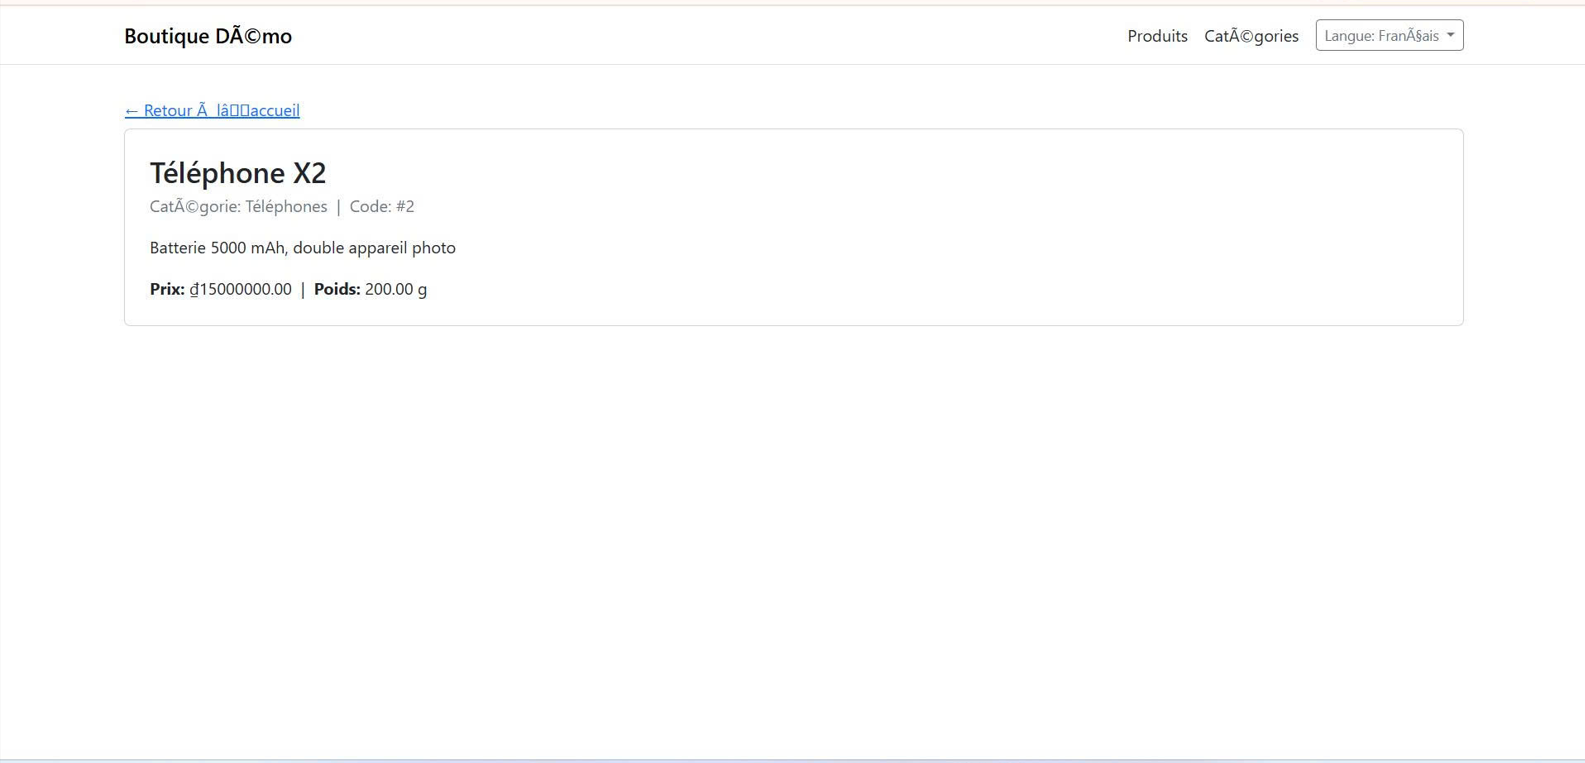 Boutique DÃ©mo
Produits CatÃ©gories Langue: FranÃ§ais
← Retour Ã  lâ€™accueil
Téléphone X2
CatÃ©gorie: Téléphones | Code: #2
Batterie 5000 mAh, double appareil photo
Prix: ₫15000000.00 | Poids: 200.00 g